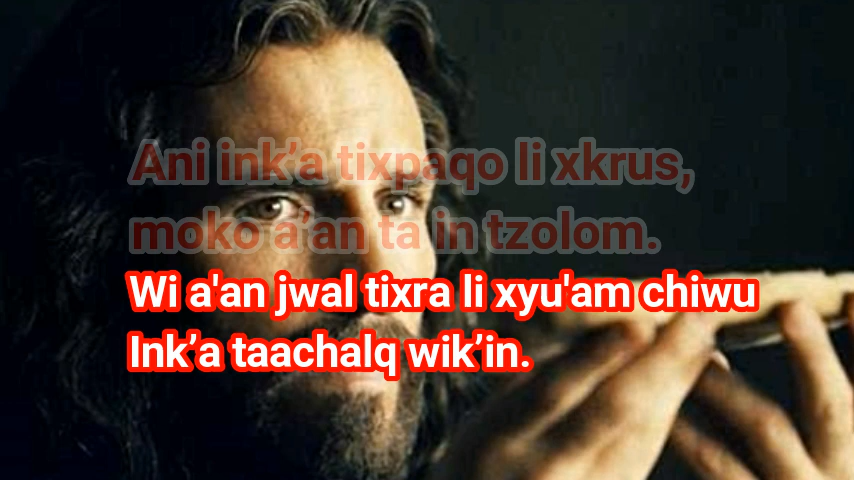 Ani ink’a tixpaqo li xkrus,
moko a’an ta in tzolom.
Wi a'an jwal tixra li xyu'am chiwu
Ink’a taachalq wik’in.